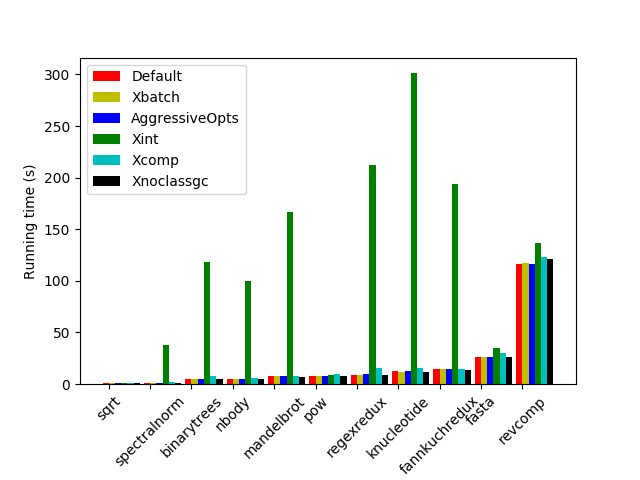 300
250
200
150
100
50
0
Running time (s)
Default
Xbatch
AggressiveOpts
Xint
Xcomp
Xnoclassgc
sqrt
spectralnorm
binarytrees
nbody
mandelbrot
pow
regexredux
knucleotide
fannkuchredux
fasta
revcomp